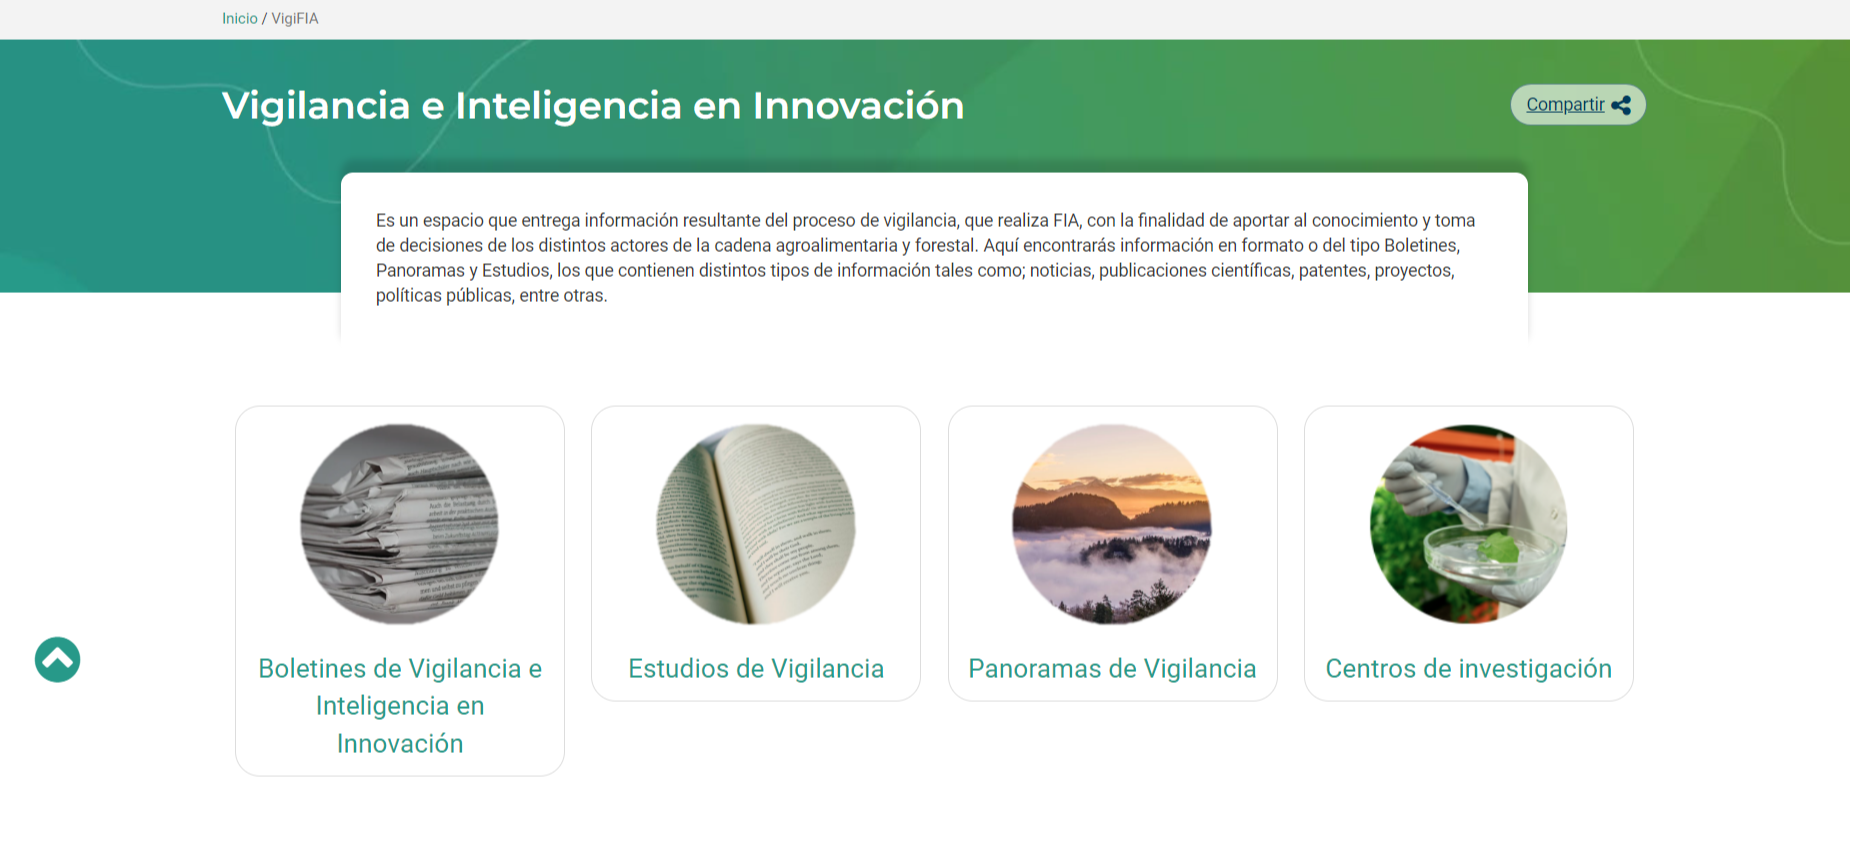 Inicio / VigiFIA
Vigilancia e Inteligencia en Innovación
Compartir
Es un espacio que entrega información resultante del proceso de vigilancia, que realiza FIA, con la finalidad de aportar al conocimiento y toma
de decisiones de los distintos actores de la cadena agroalimentaria y forestal. Aquí encontrarás información en formato o del tipo Boletines,
Panoramas y Estudios, los que contienen distintos tipos de información tales como; noticias, publicaciones científicas, patentes, proyectos,
políticas públicas, entre otras.
Boletines de Vigilancia e
Inteligencia en
Innovación
Estudios de Vigilancia
Panoramas de Vigilancia
Centros de investigación